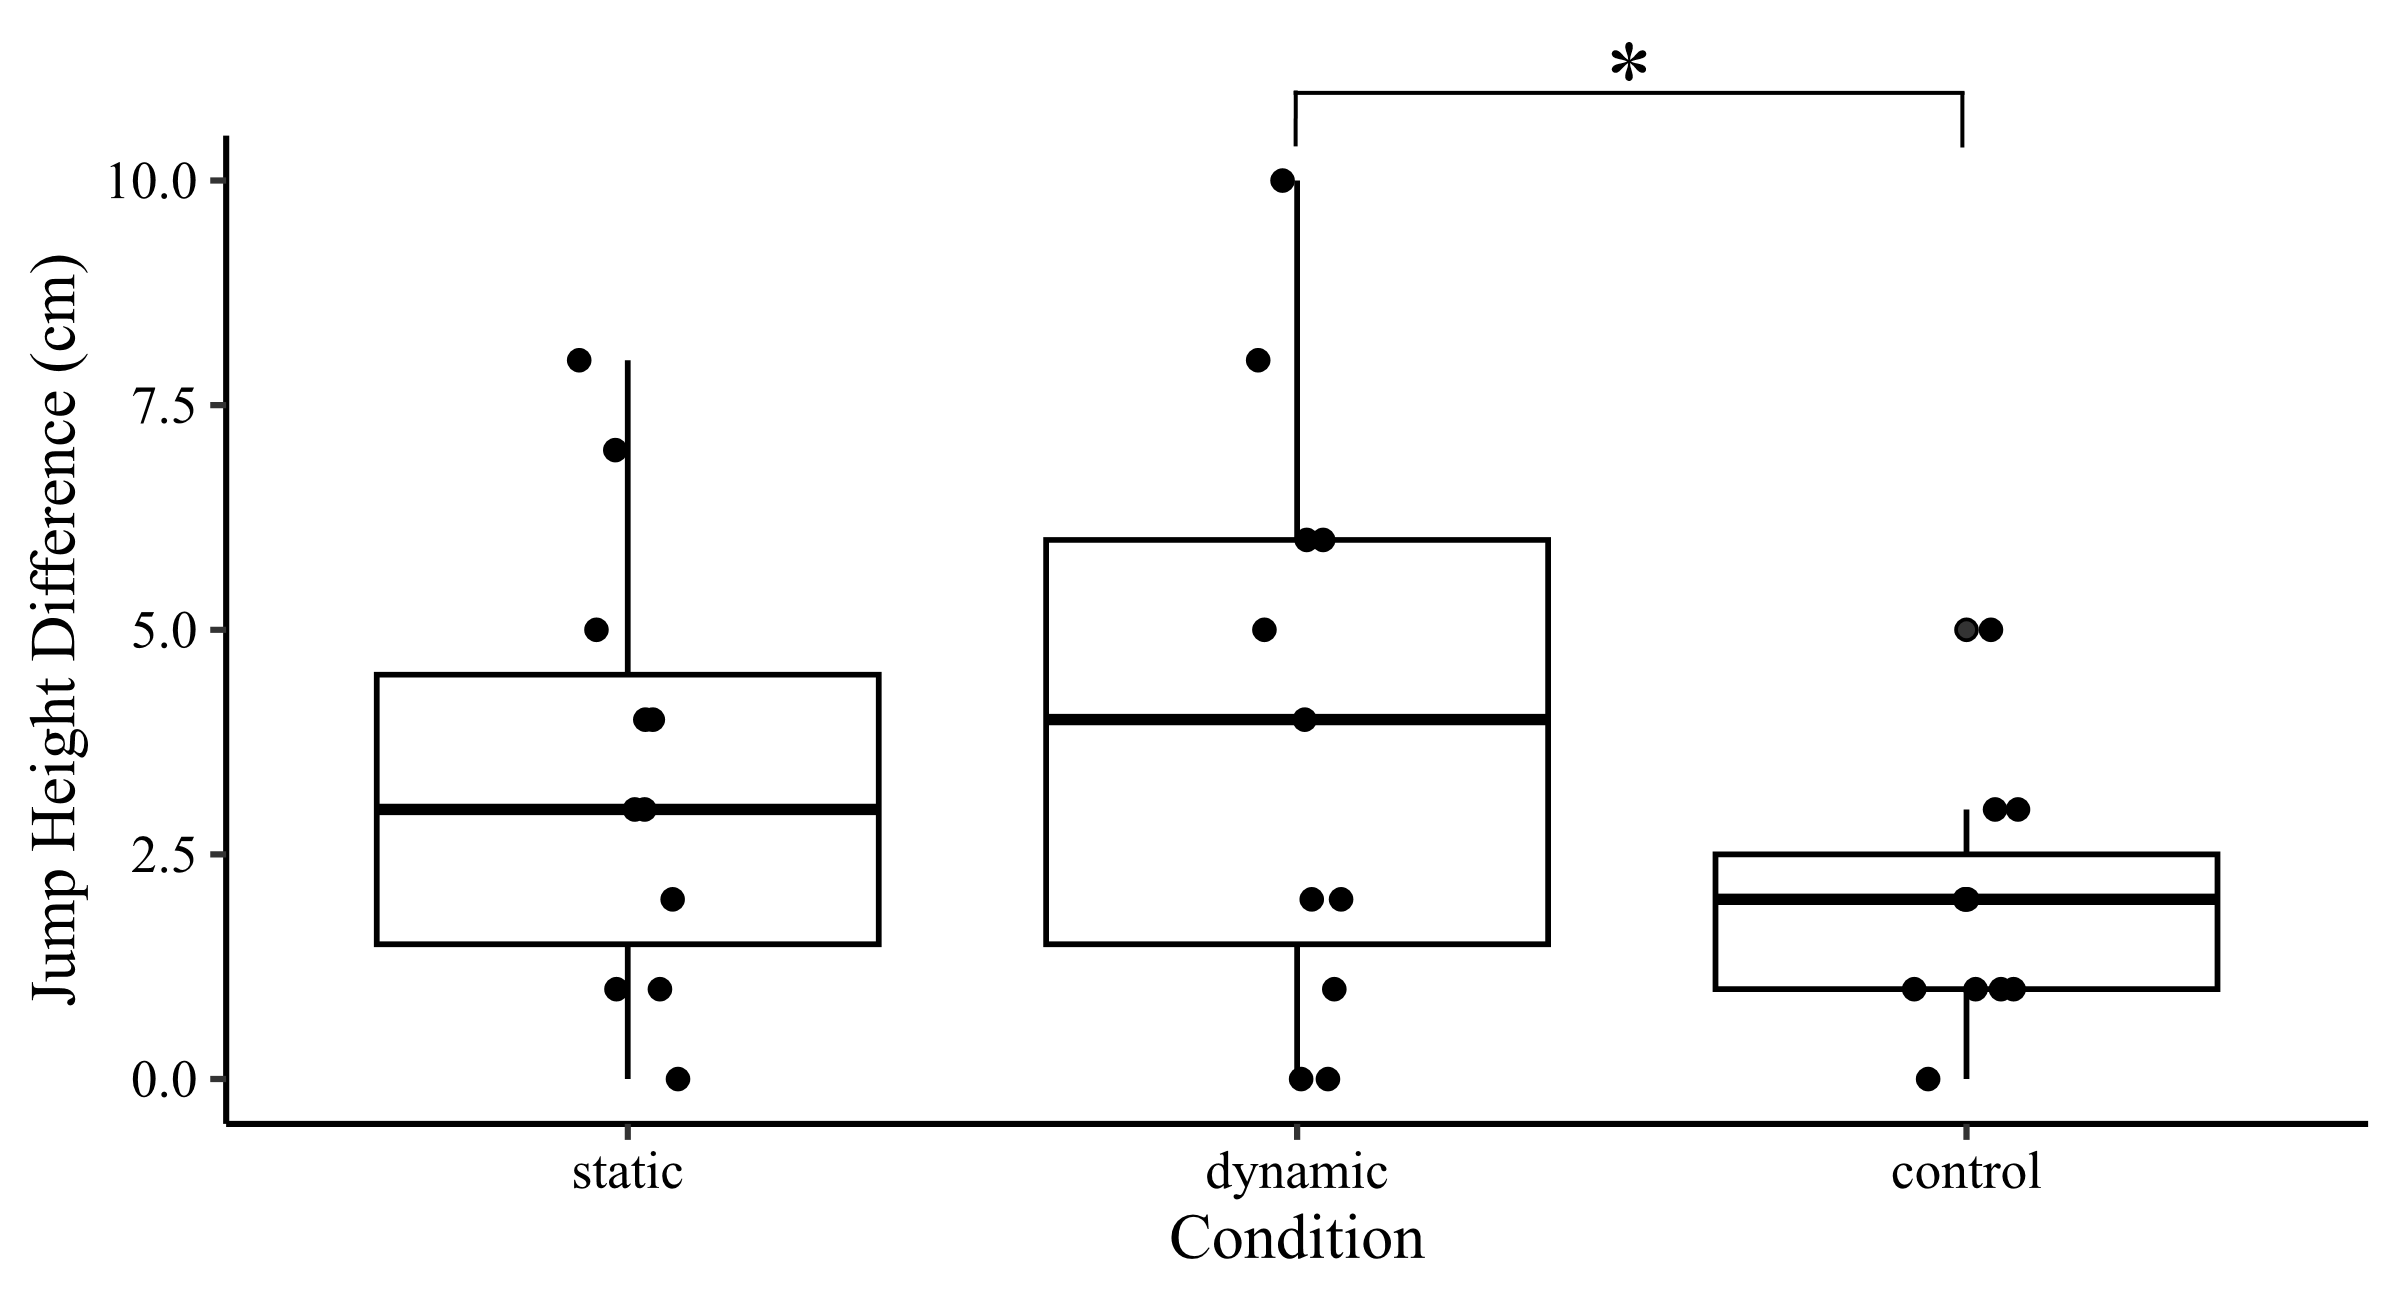 *
10.0
7.5
5.0
2.5
0.0
Jump Height Difference (cm)
static dynamic control
Condition